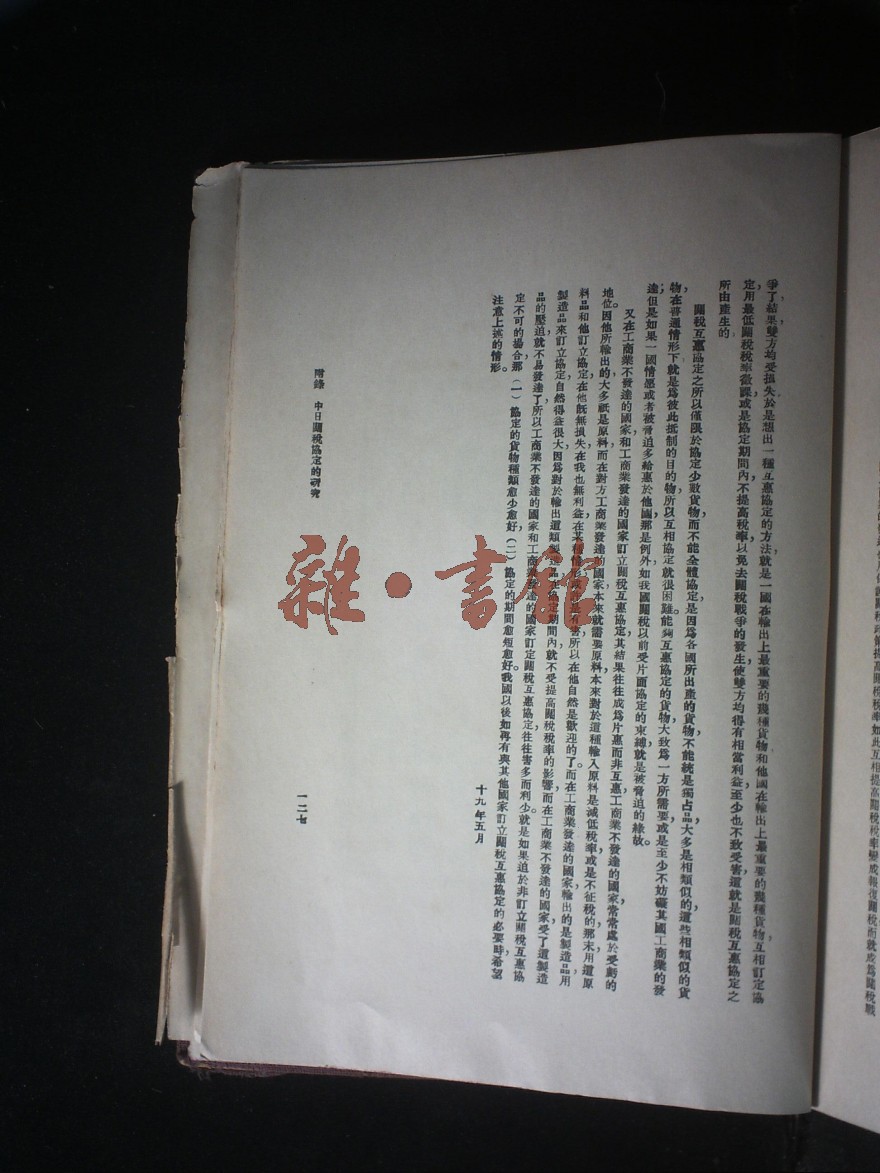 爭了，結果雙方均受損失，於是想出一種互惠協定的方法，就是一國在輸出上最重要的幾種貨物，和他國在輸出上最重要的幾種貨物，互相訂定協
定，用最低關稅稅率徵課，或是協定期間內，不提高稅率，以免去關稅戰爭的發生，使雙方均得有相當利益，至少也不致受害，這就是關稅互惠協定之
所由產生的
關稅互惠協定之所以僅限於協定少數貨物，而不能全體協定，是因爲各國所出產的貨物，不能統是獨占品，大多是相類似的，這些相類似的貨
物，在普通情形下，就是爲彼此抵制的目的物，所以互相協定，就很困難。能夠互惠協定的貨物，大致爲一方所需要，或是至少不妨礙其國工商業的發
達；但是如果一國情愿或者被脅迫多給惠於他國，那是例外，如我國關稅以前受片面協定的束縛，就是被脅迫的緣故。
又在工商業不發達的國家，和工商業發達的國家，訂立關稅互惠協定，其結果往往成爲片惠而非互惠，工商業不發達的國家，常常處於受虧的
地位。因他所輸出的大多祇是原料，而在對方工商業發達的國家，本來就需要原料，本來對於這種輸入原料，是減低稅率，或是不征稅的，那末用這原
料品和他訂立協定，在他旣無損失，在我也無利益，在某種情形或許是有害，所以在他自然是歡迎的了。而在工商業發達的國家，輸出的是製造品，用
製造品來訂立協定，自然得益很大，因爲對於輸出這類製造品，在協定期間內，就不受提高關稅稅率的影響，而在工商業不發達的國家，受了這製造
品的壓迫，就不易發達了，所以工商業不發達的國家，和工商業發達的國家訂定關稅互惠協定，往往害多而利少。就是如果迫於非訂立關稅互惠協
定不可的場合，那（一）協定的貨物種類愈少愈好，（二）協定的期間愈短愈好，我國以後如再有與其他國家訂立關稅互惠協定的必要時，希望
注意上述的情形。
十九年五月
附錄　中日關稅協定的研究
一二七
雜·書館